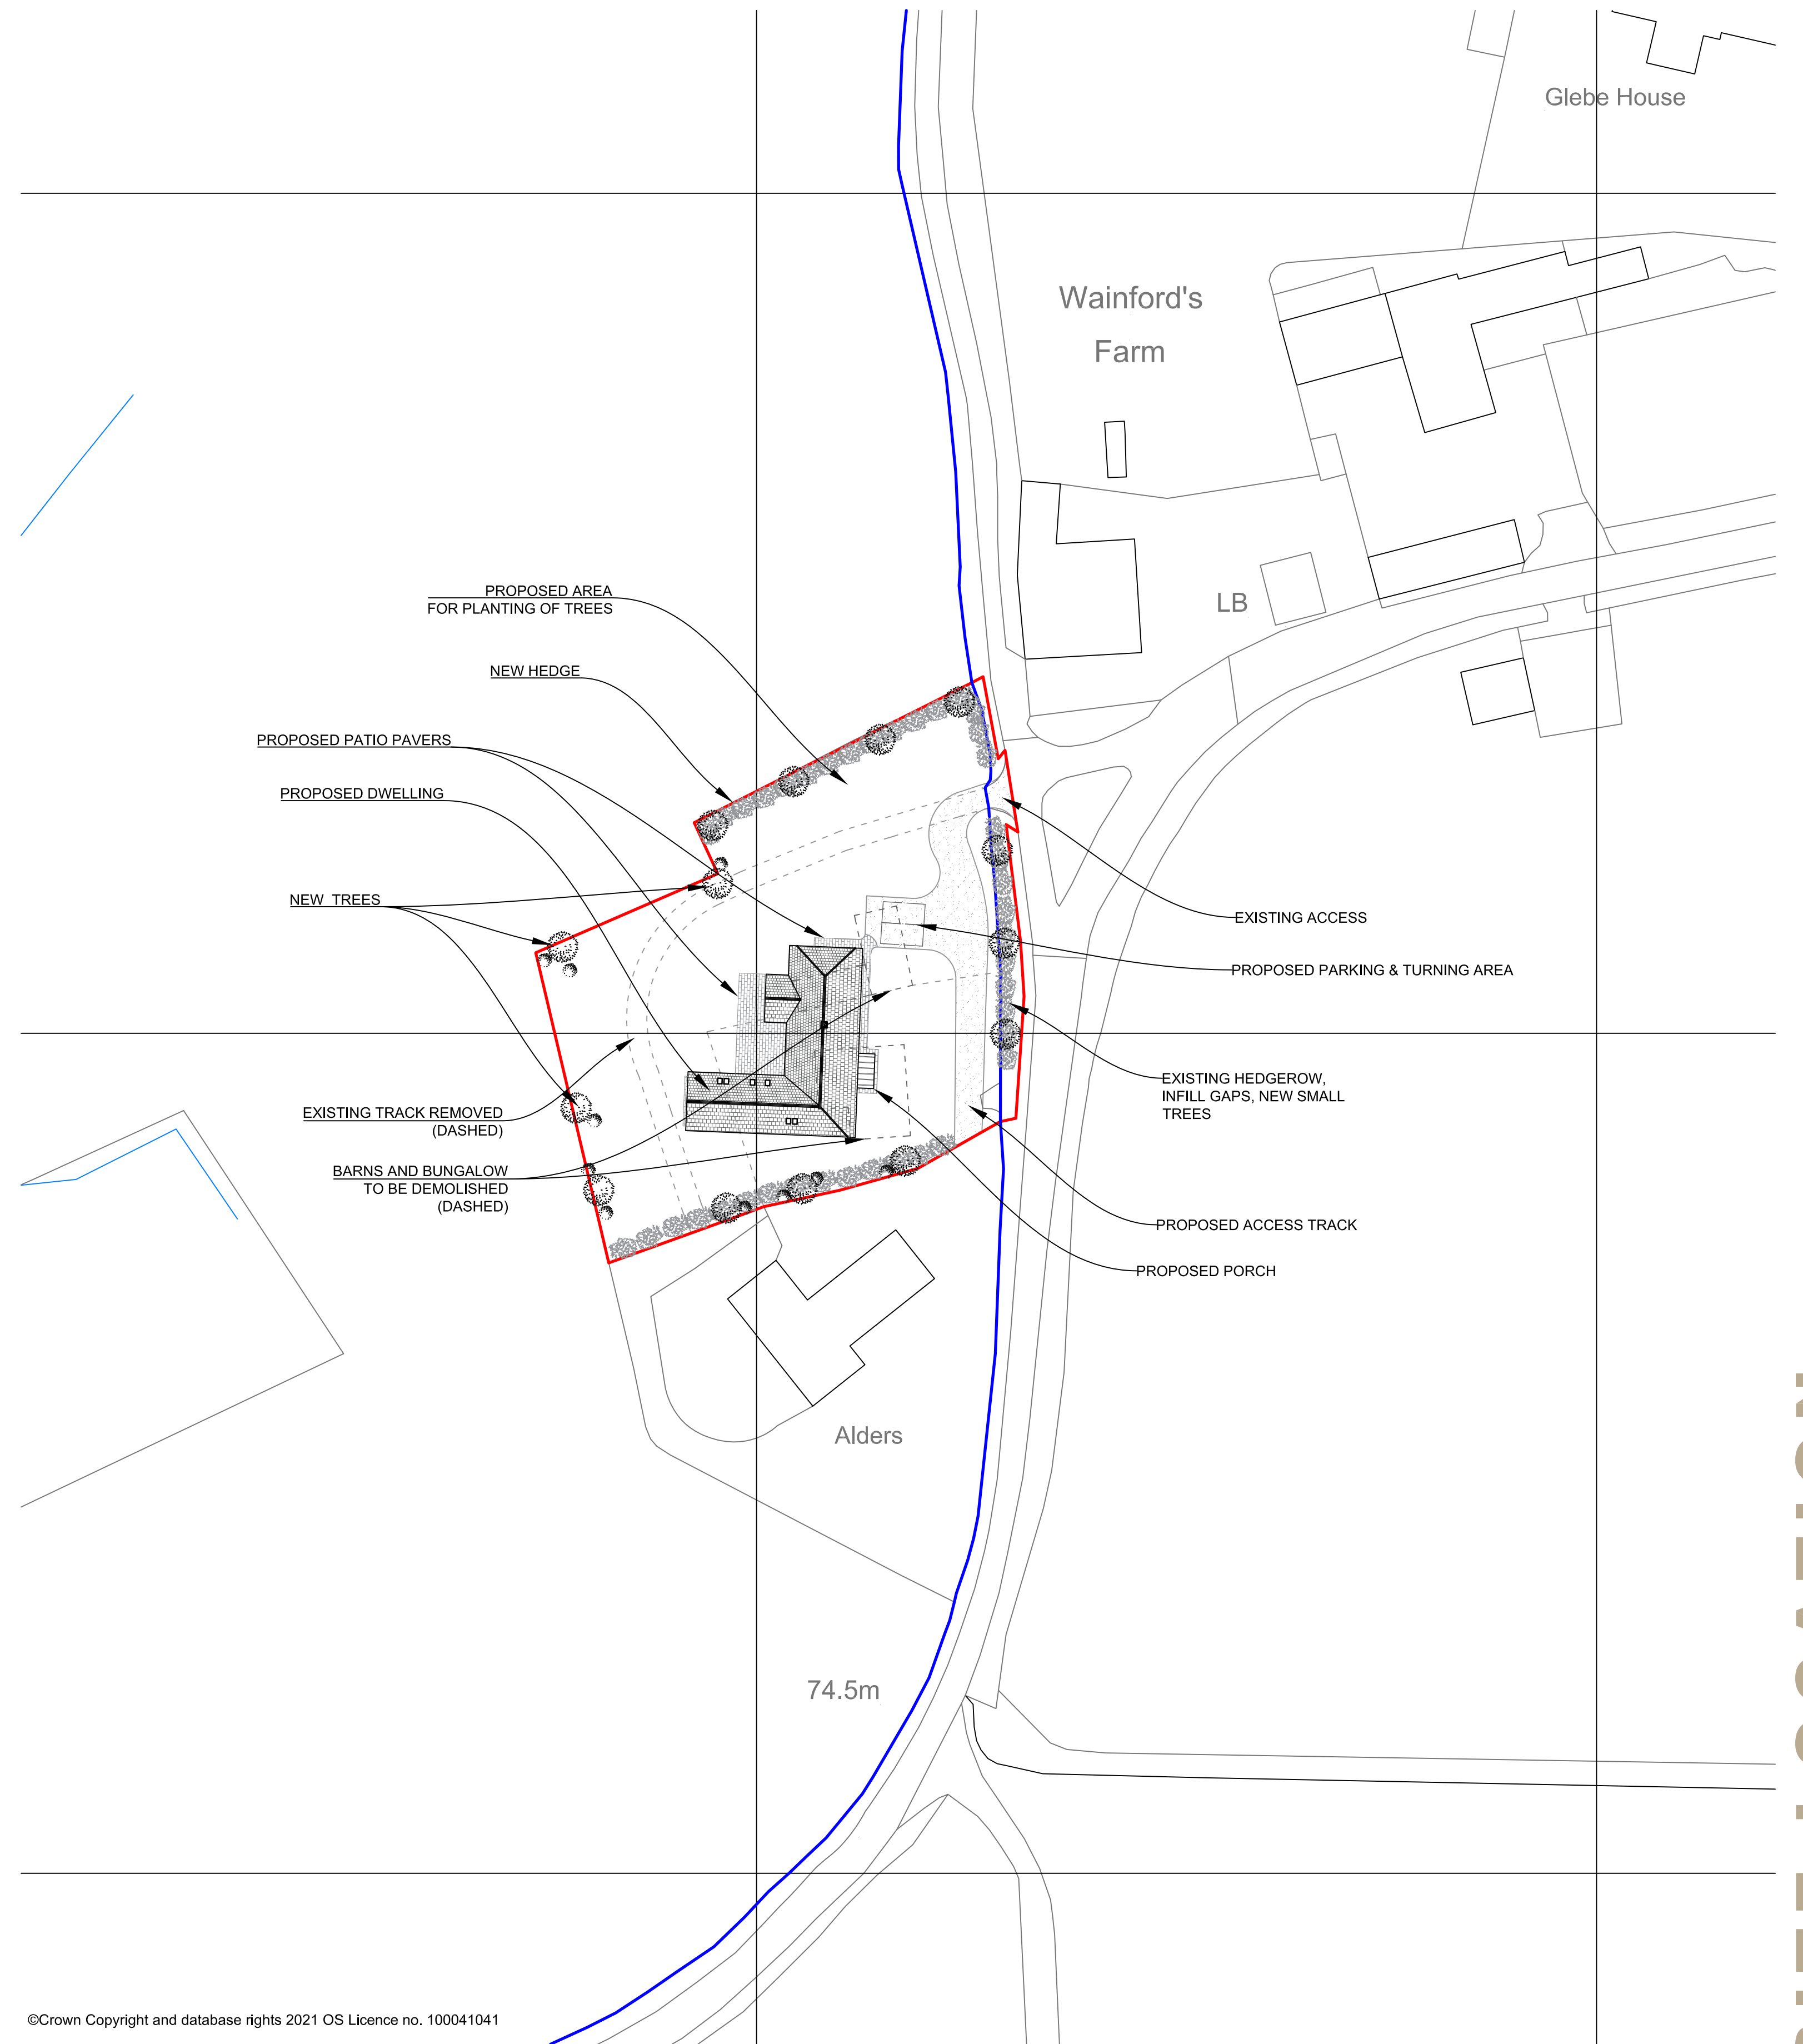 Glebe House
Wainford's
Farm
LB
PROPOSED AREA
FOR PLANTING OF TREES
NEW HEDGE
PROPOSED PATIO PAVERS
PROPOSED DWELLING
NEW TREES
EXISTING TRACK REMOVED
(DASHED)
BARNS AND BUNGALOW
TO BE DEMOLISHED
(DASHED)
EXISTING ACCESS
PROPOSED PARKING & TURNING AREA
EXISTING HEDGEROW,
INFILL GAPS, NEW SMALL
TREES
PROPOSED ACCESS TRACK
PROPOSED PORCH
Alders
74.5m
©Crown Copyright and database rights 2021 OS Licence no. 100041041